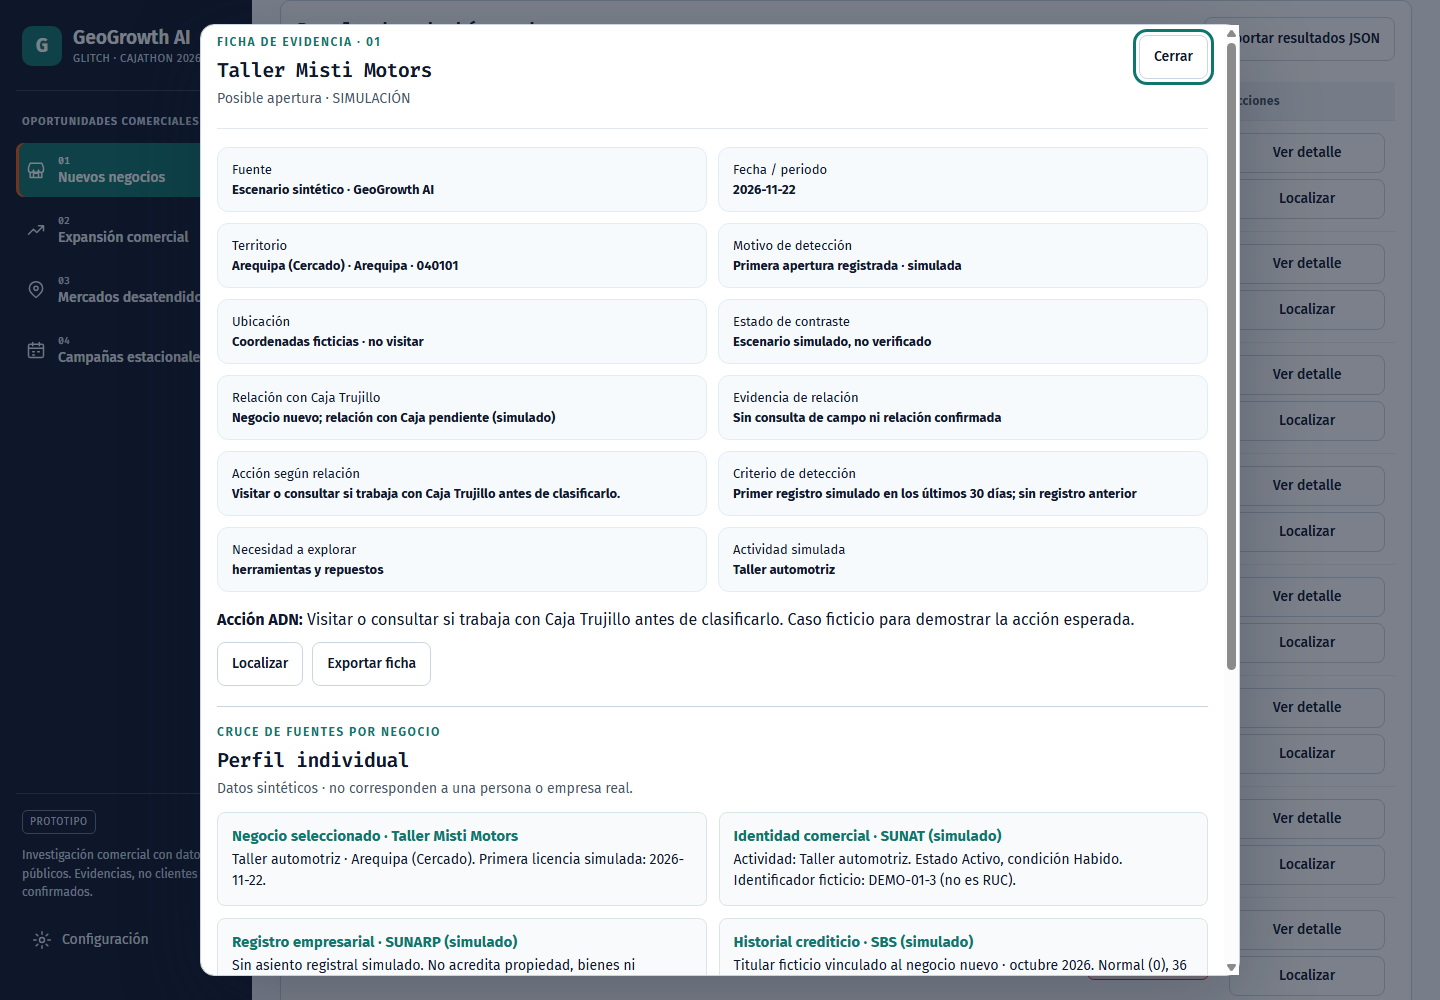 G
GeoGrowth AI
GLITCH · CAJATHON 2026
OPORTUNIDADES COMERCIALES
01
Nuevos negocios
02
Expansión comercial
03
Mercados desatendido
04
Campañas estacionale
PROTOTIPO
Investigación comercial con dato
públicos. Evidencias, no clientes
confirmados.
Configuración
FICHA DE EVIDENCIA · 01
Taller Misti Motors
Posible apertura · SIMULACIÓN
Cerrar
Fuente
Escenario sintético · GeoGrowth AI
Fecha / periodo
2026-11-22
Territorio
Arequipa (Cercado) · Arequipa · 040101
Motivo de detección
Primera apertura registrada · simulada
Ubicación
Coordenadas ficticias · no visitar
Estado de contraste
Escenario simulado, no verificado
Relación con Caja Trujillo
Negocio nuevo; relación con Caja pendiente (simulado)
Evidencia de relación
Sin consulta de campo ni relación confirmada
Acción según relación
Visitar o consultar si trabaja con Caja Trujillo antes de clasificarlo.
Criterio de detección
Primer registro simulado en los últimos 30 días; sin registro anterior
Necesidad a explorar
herramientas y repuestos
Actividad simulada
Taller automotriz
Acción ADN: Visitar o consultar si trabaja con Caja Trujillo antes de clasificarlo. Caso ficticio para demostrar la acción esperada.
Localizar
Exportar ficha
CRUCE DE FUENTES POR NEGOCIO
Perfil individual
Datos sintéticos · no corresponden a una persona o empresa real.
Negocio seleccionado · Taller Misti Motors
Taller automotriz · Arequipa (Cercado). Primera licencia simulada: 2026-
11-22.
Identidad comercial · SUNAT (simulado)
Actividad: Taller automotriz. Estado Activo, condición Habido.
Identificador ficticio: DEMO-01-3 (no es RUC).
Registro empresarial · SUNARP (simulado)
Sin asiento registral simulado. No acredita propiedad, bienes ni
Historial crediticio · SBS (simulado)
Titular ficticio vinculado al negocio nuevo · octubre 2026. Normal (0), 36
portar resultados JSON
cciones
Ver detalle
Localizar
Ver detalle
Localizar
Ver detalle
Localizar
Ver detalle
Localizar
Ver detalle
Localizar
Ver detalle
Localizar
Ver detalle
Localizar
Ver detalle
Localizar